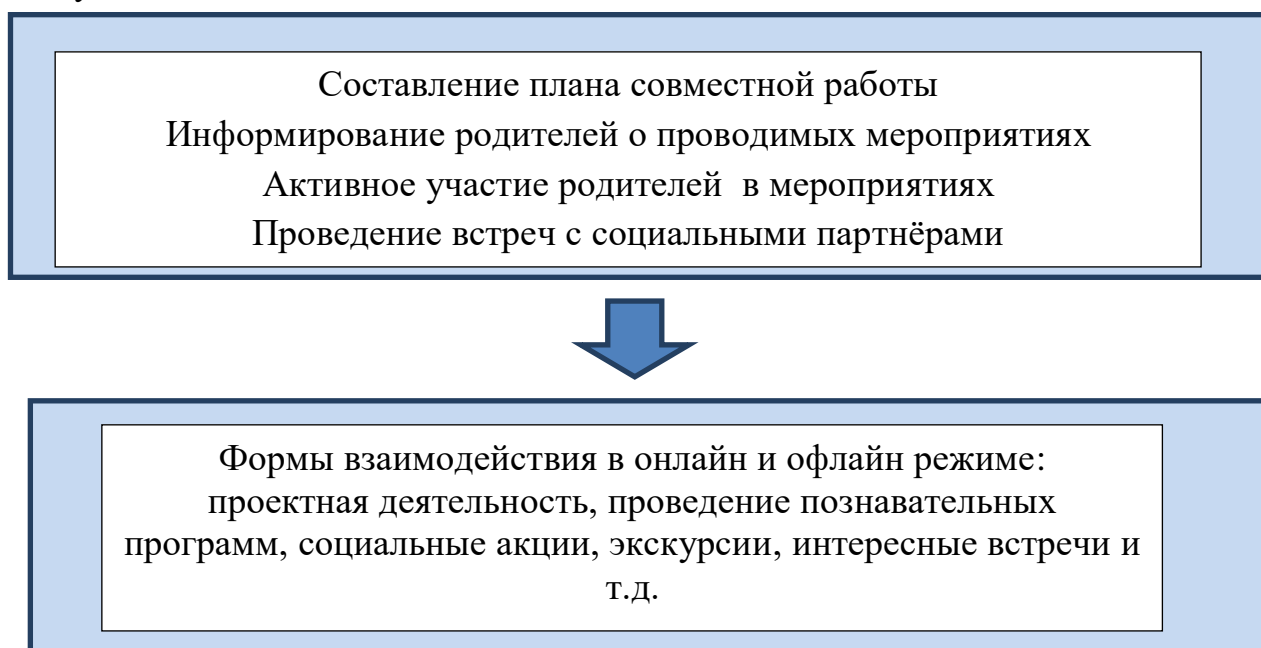 Составление плана совместной работы
Информирование родителей о проводимых мероприятиях
Активное участие родителей  в мероприятиях
Проведение встреч с социальными партнёрами
Формы взаимодействия в онлайн и офлайн режиме:
проектная деятельность, проведение познавательных
программ, социальные акции, экскурсии, интересные встречи и
т.д.